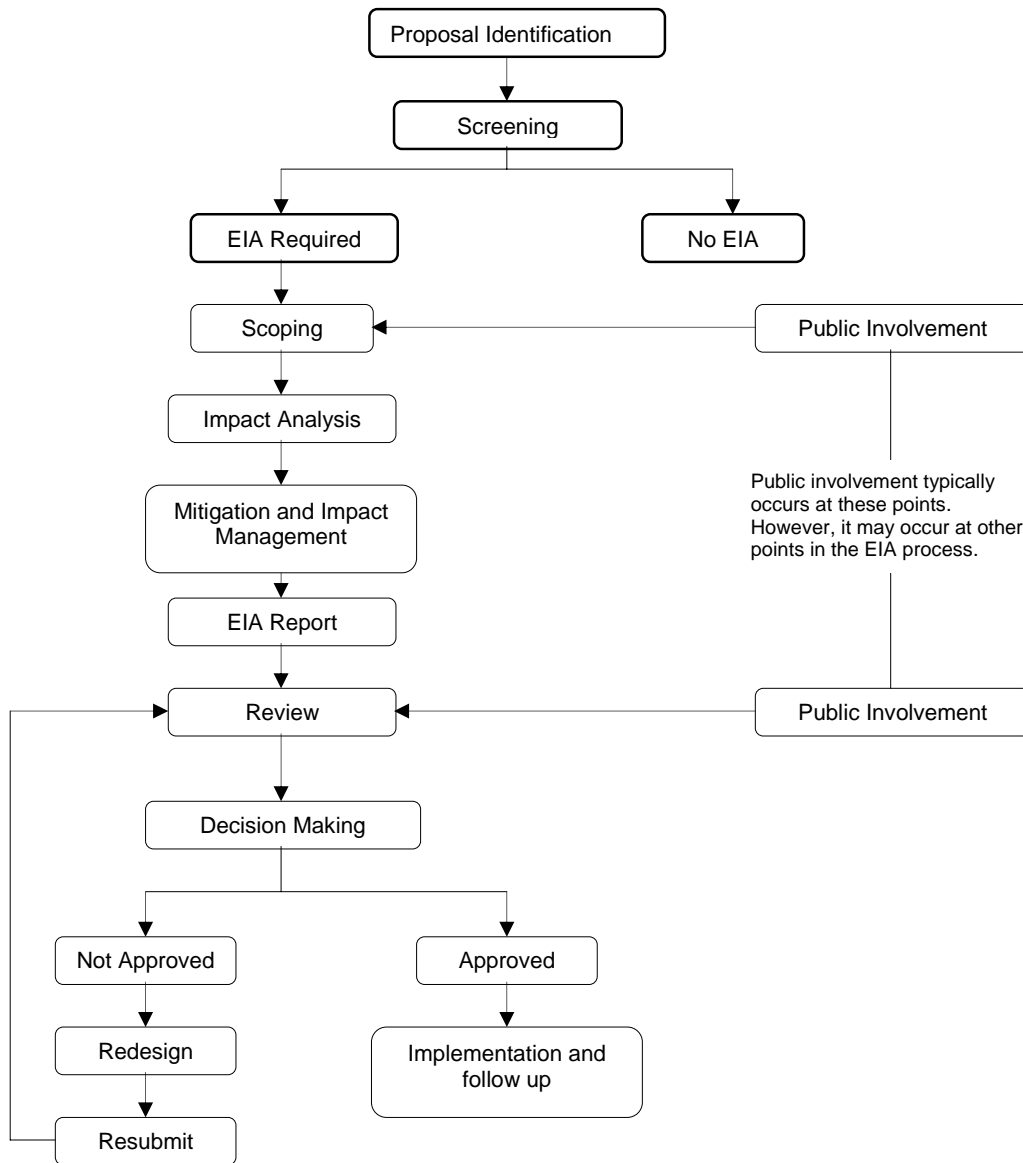 Proposal Identification
Screening
EIA Required
No EIA
Scoping
Public Involvement
Impact Analysis
Mitigation and Impact
Management
Public involvement typically
occurs at these points.
However, it may occur at other
points in the EIA process.
EIA Report
Review
Public Involvement
Decision Making
Not Approved
Approved
Redesign
Implementation and
follow up
Resubmit